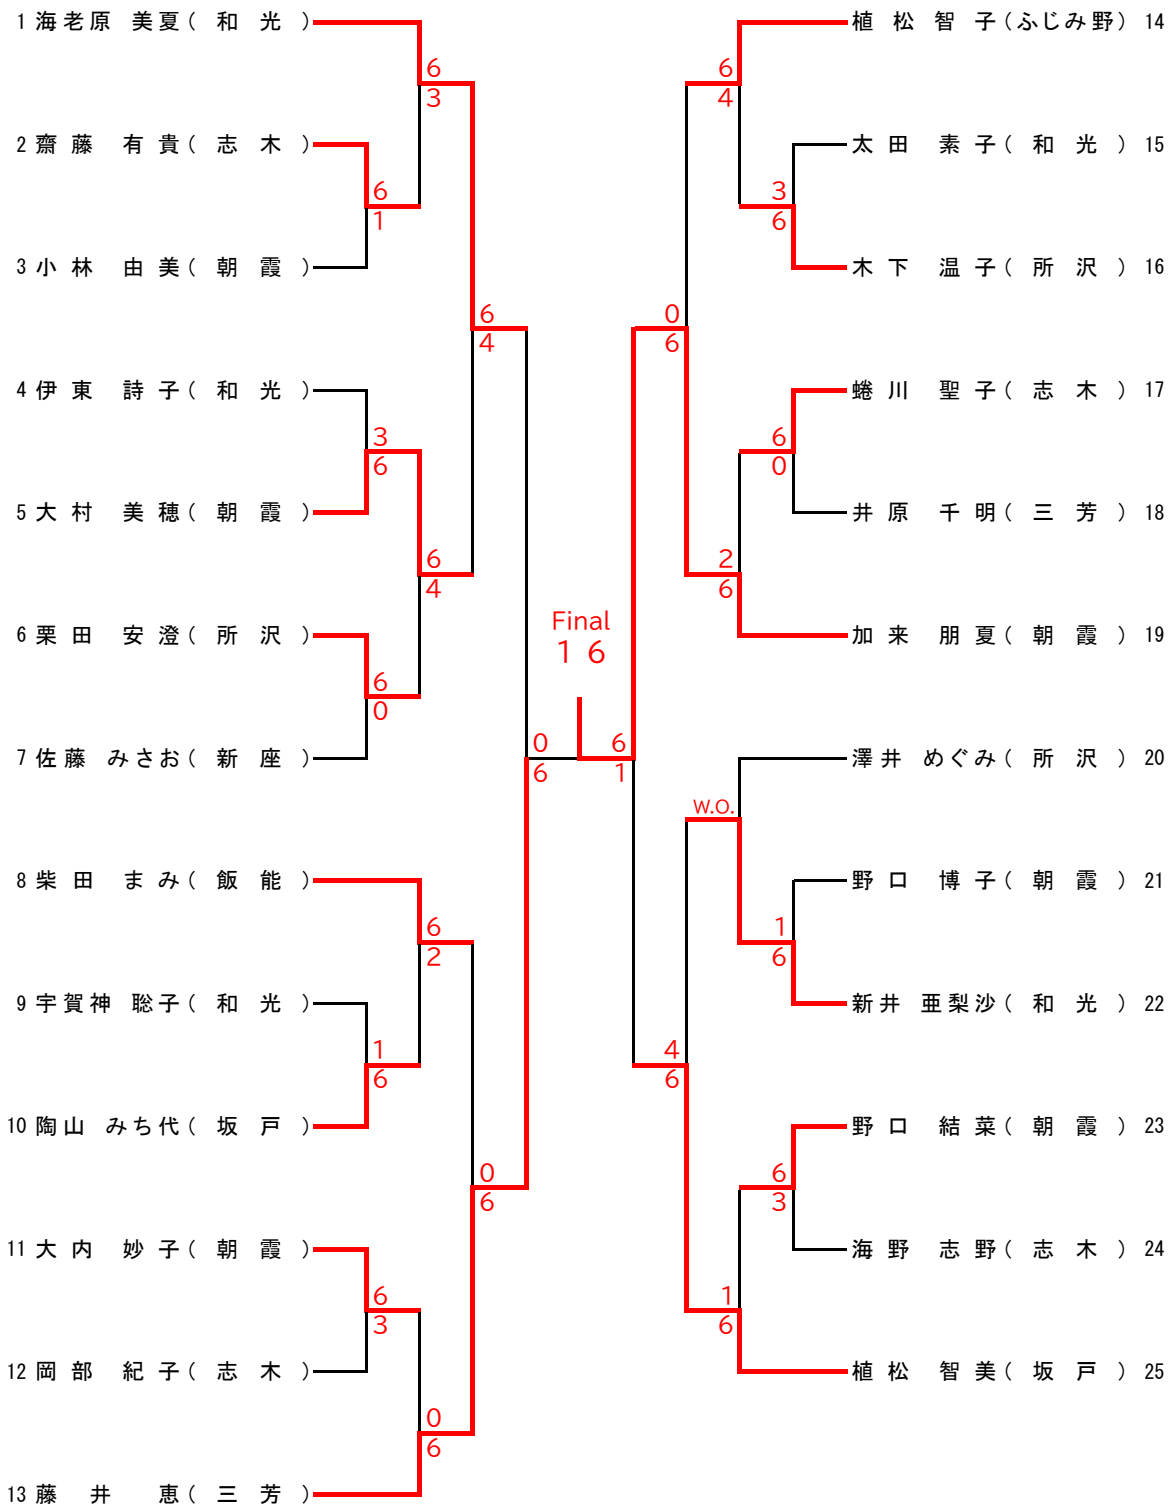 1 海老原 美夏 ( 和 光 )
6
3
2 齋藤 有貴 ( 志 木 )
6
1
3 小林 由美 ( 朝 霞 )
6
4
4 伊東 詩子 ( 和 光 )
3
6
5 大村 美穂 ( 朝 霞 )
6
4
6 栗田 安澄 ( 所 沢 )
6
0
7 佐藤 みさお ( 新 座 )
0
6
8 柴田 まみ ( 飯 能 )
6
2
9 宇賀神 聡子 ( 和 光 )
1
6
10 陶山 みち代 ( 坂 戸 )
0
6
11 大内 妙子 ( 朝 霞 )
6
3
12 岡部 紀子 ( 志 木 )
0
6
13 藤井 恵 ( 三 芳 )
Final
1 6
植松 智子 (ふじみ野) 14
6
4
太田 素子 ( 和 光 ) 15
3
6
木下 温子 ( 所 沢 ) 16
0
6
蜷川 聖子 ( 志 木 ) 17
6
0
井原 千明 ( 三 芳 ) 18
2
6
加来 朋夏 ( 朝 霞 ) 19
6
1
澤井 めぐみ ( 所 沢 ) 20
W.O.
野口 博子 ( 朝 霞 ) 21
1
6
新井 亜梨沙 ( 和 光 ) 22
4
6
野口 結菜 ( 朝 霞 ) 23
6
3
海野 志野 ( 志 木 ) 24
1
6
植松 智美 ( 坂 戸 ) 25